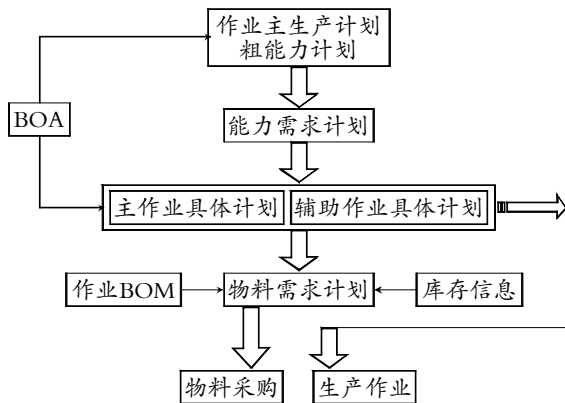 作业主生产计划
粗能力计划
BOA
能力需求计划
主作业具体计划
辅助作业具体计划
作业BOM
物料需求计划
库存信息
物料采购
生产作业